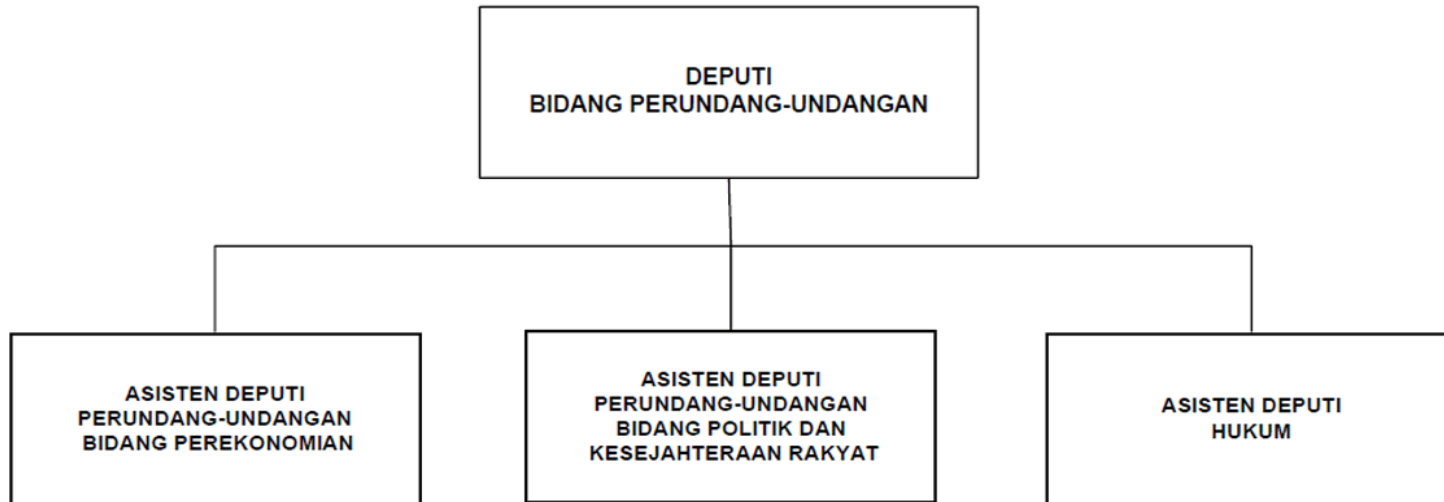 DEPUTI
BIDANG PERUNDANG-UNDANGAN
ASISTEN DEPUTI
PERUNDANG-UNDANGAN
BIDANG PEREKONOMIAN
ASISTEN DEPUTI
PERUNDANG-UNDANGAN
BIDANG POLITIK DAN
KESEJAHTERAAN RAKYAT
ASISTEN DEPUTI
HUKUM